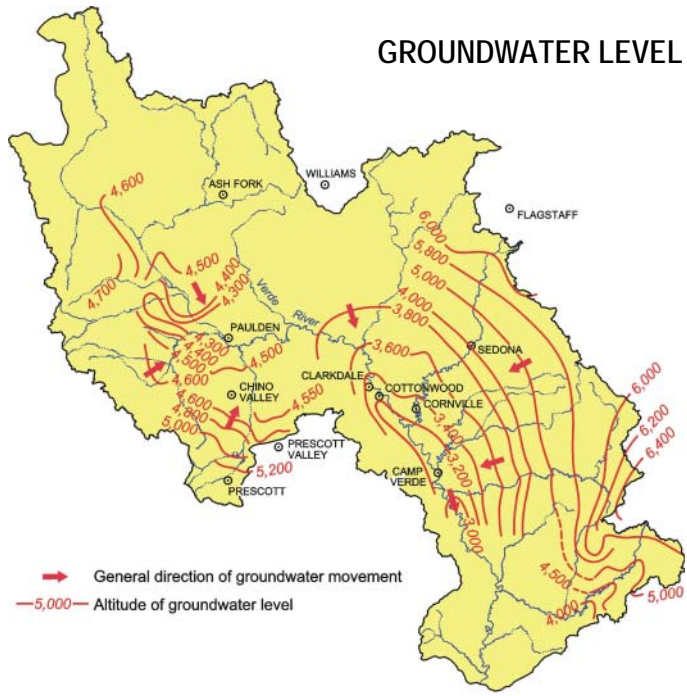 GROUNDWATER LEVEL
WILLIAMS
ASH FORK
FLAGSTAFF
4,600
6,000
5,800
5,000
4,500
4,400
4,300
4,700
Verde
River
4,000
3,800
PAULDEN
4,300
4,400
4,500
4,600
4,500
3,600
SEDONA
CLARKDALE
COTTONWOOD
CORNVILLE
CHINO
VALLEY
4,550
4,600
4,800
5,000
3,400
3,200
3,000
6,000
6,200
6,400
PRESCOTT
VALLEY
5,200
PRESCOTT
CAMP
VERDE
4,500
4,000
5,000
General direction of groundwater movement
5,000 Altitude of groundwater level